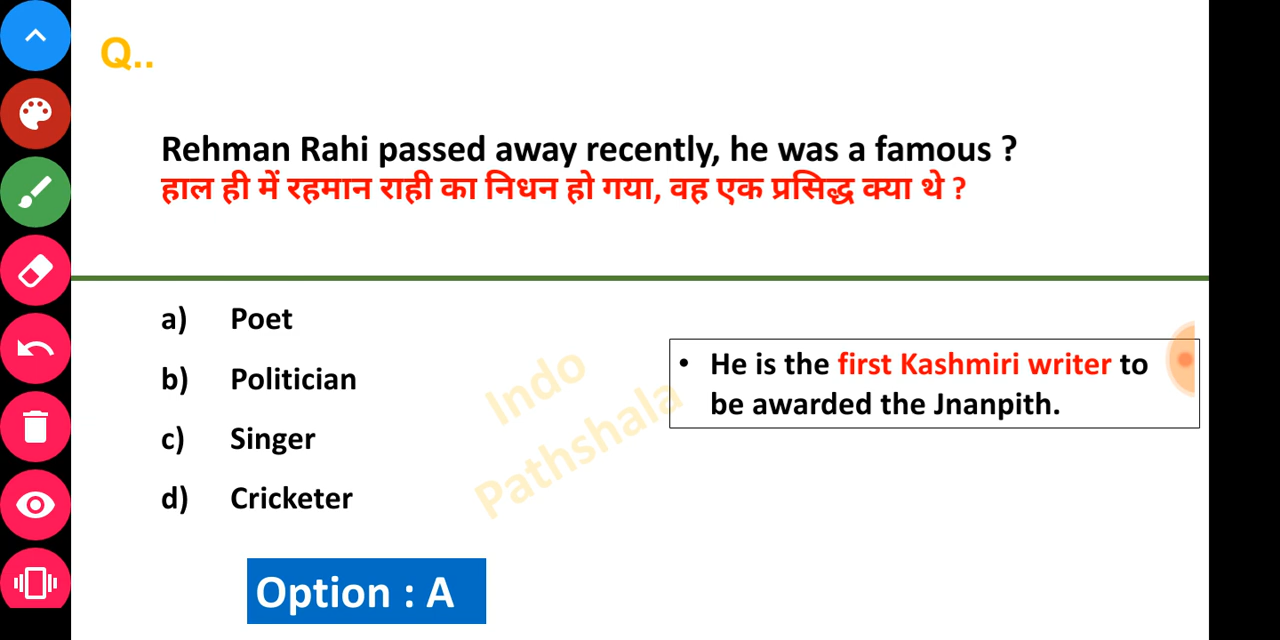 Q..
Rehman Rahi passed away recently, he was a famous ?
हाल ही में रहमान राही का निधन हो गया, वह एक प्रसिद्ध क्या थे ?
a) Poet
b) Politician
c) Singer
d) Cricketer
• He is the first Kashmiri writer to
be awarded the Jnanpith.
Indo
Pathshala
Option : A